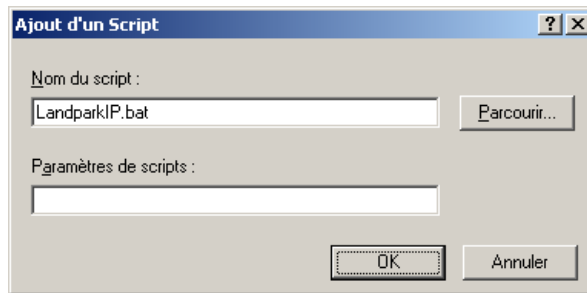 Ajout d'un Script
Nom du script :
LandparkIP.bat
Parcourir...
Paramètres de scripts :
OK
Annuler